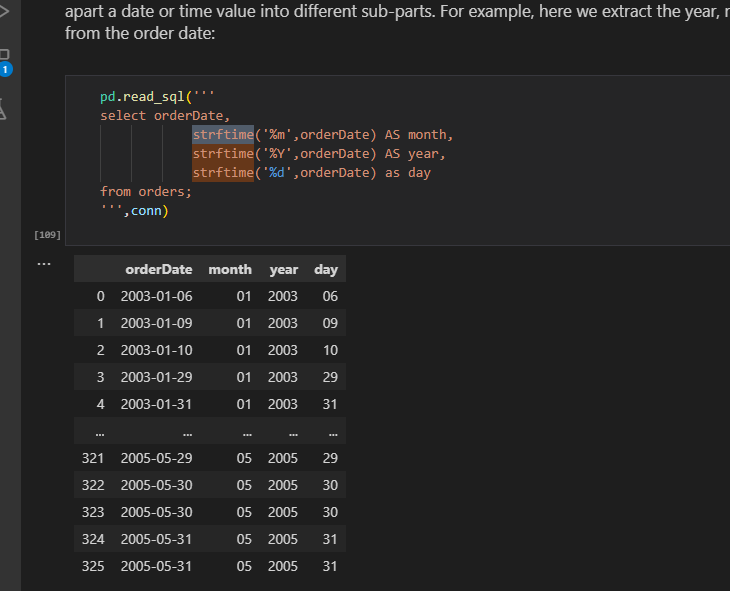 apart a date or time value into different sub-parts. For example, here we extract the year,
from the order date:
1
pd.read_sql('''
select orderDate,
strftime('%m',orderDate) AS month,
strftime('%Y',orderDate) AS year,
strftime('%d',orderDate) as day
from orders;
''',conn)
[109]
...
orderDate month year day
0 2003-01-06 01 2003 06
1 2003-01-09 01 2003 09
2 2003-01-10 01 2003 10
3 2003-01-29 01 2003 29
4 2003-01-31 01 2003 31
... ... ... ... ...
321 2005-05-29 05 2005 29
322 2005-05-30 05 2005 30
323 2005-05-30 05 2005 30
324 2005-05-31 05 2005 31
325 2005-05-31 05 2005 31